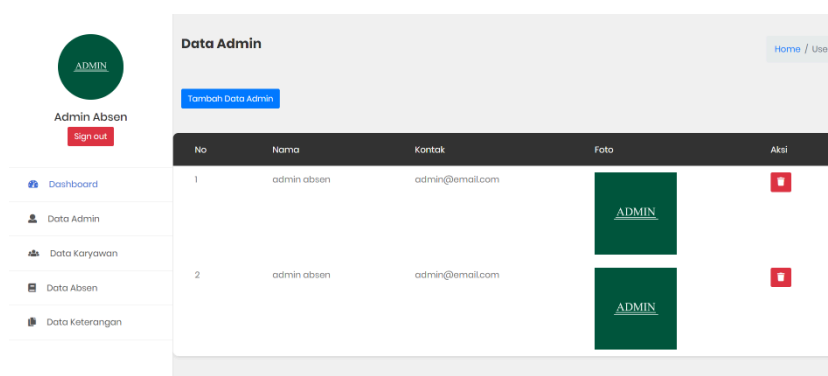 ADMIN
Admin Absen
Sign out
Dashboard
Data Admin
Data Karyawan
Data Absen
Data Keterangan
Data Admin
Home / Use
Tambah Data Admin
No Nama Kontak Foto Aksi
1 admin absen admin@email.com
ADMIN
2 admin absen admin@email.com
ADMIN